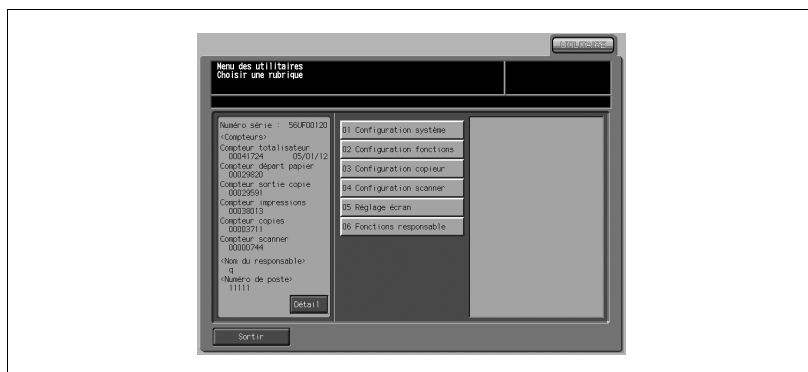 Menu des utilitaires
Choisir une rubrique
Numéro série : 56UF00120
<Compteurs>
Compteur totalisateur
00041724 05/01/12
Compteur départ papier
00029820
Compteur sortie copie
00029591
Compteur impressions
00038013
Compteur copies
00003711
Compteur scanner
00000744
<Nom du responsable>
q
<Numéro de poste>
11111
Détail
01 Configuration système
02 Configuration fonctions
03 Configuration copieur
04 Configuration scanner
05 Réglage écran
06 Fonctions responsable
Sortir